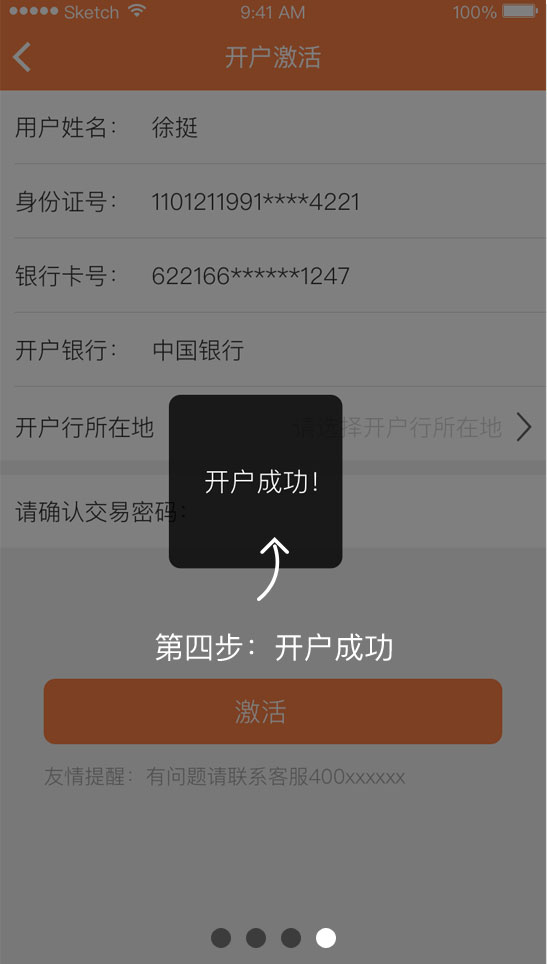 Sketch 9:41 AM 100%
开户激活
用户姓名： 徐挺
身份证号： 1101211991****4221
银行卡号： 622166******1247
开户银行： 中国银行
开户行所在地 请选择开户行所在地
开户成功！
请确认交易密码：
第四步：开户成功
激活
友情提醒：有问题请联系客服400xxxxxx